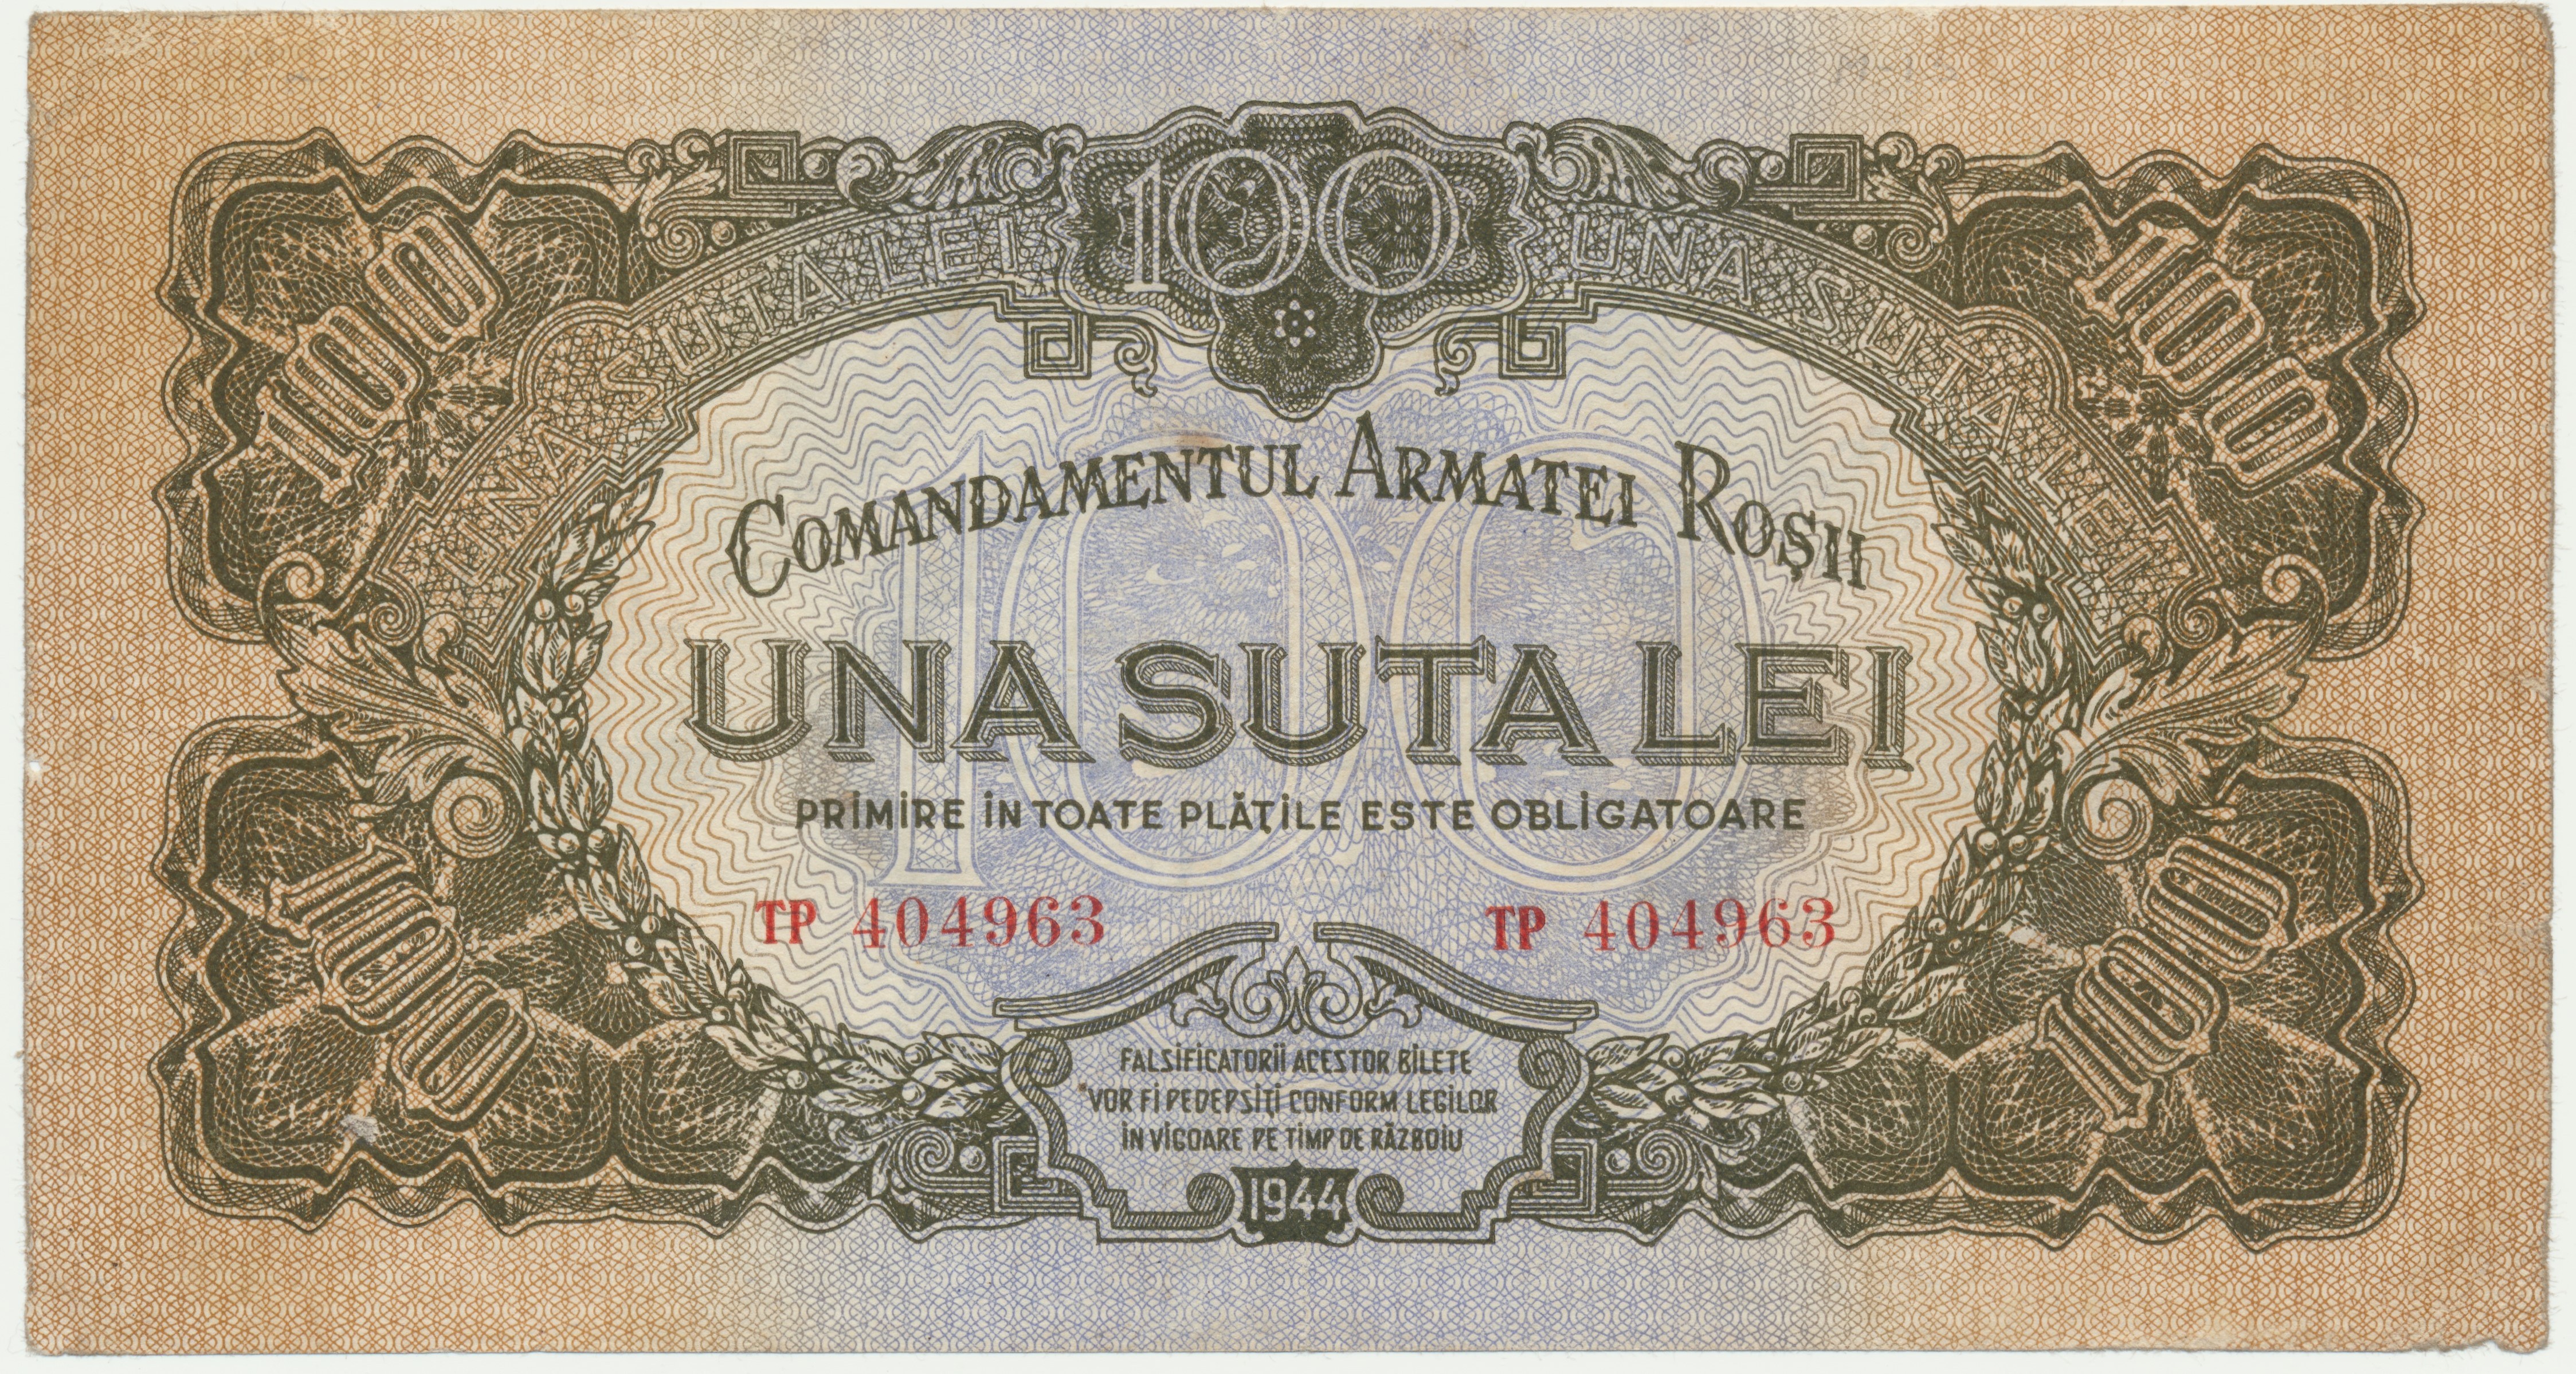 100 100 100
UNA SUTA LEI UNA SUTA LEI
100
COMANDAMENTUL ARMATEI ROȘII
UNA SUTA LEI
PRIMIRE ÎN TOATE PLĂȚILE ESTE OBLIGATOARE
TP 404963 TP 404963
100 100
FALSIFICATORII ACESTOR BILETE
VOR FI PEDEPSIȚI CONFORM LEGILOR
ÎN VIGOARE PE TIMP DE RĂZBOIU
1944